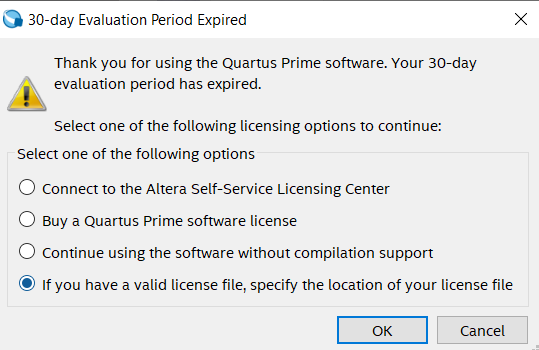 30-day Evaluation Period Expired
Thank you for using the Quartus Prime software. Your 30-day
evaluation period has expired.
Select one of the following licensing options to continue:
Select one of the following options
Connect to the Altera Self-Service Licensing Center
Buy a Quartus Prime software license
Continue using the software without compilation support
If you have a valid license file, specify the location of your license file
OK
Cancel